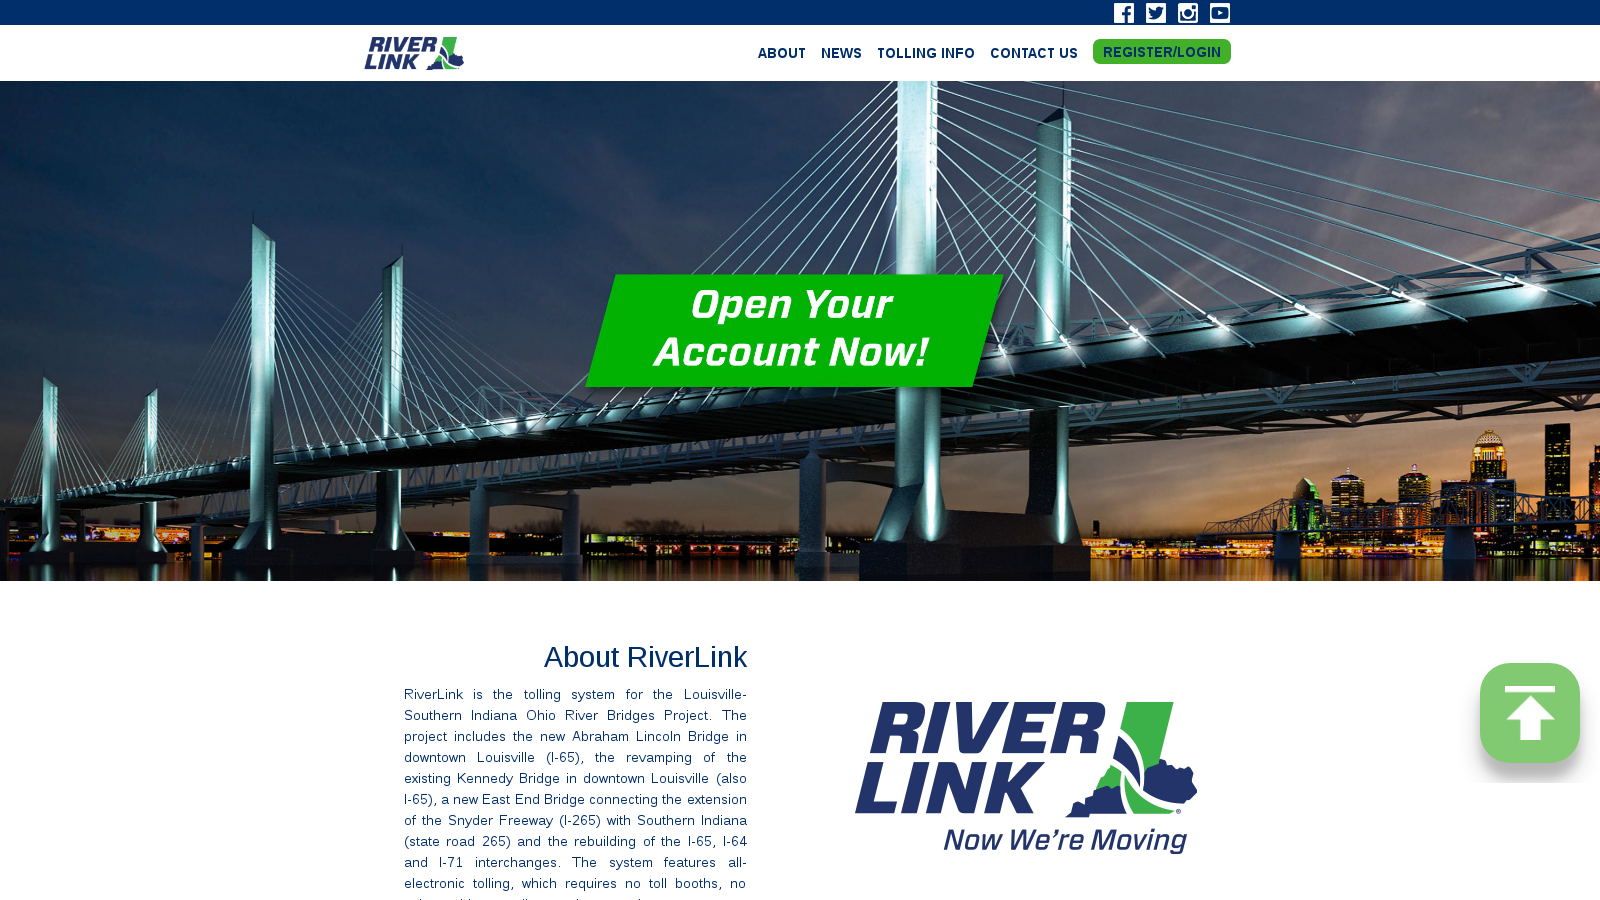 RIVER
LINK
ABOUT NEWS TOLLING INFO CONTACT US REGISTER/LOGIN
Open Your
Account Now!
About RiverLink
RiverLink is the tolling system for the Louisville-
Southern Indiana Ohio River Bridges Project. The
project includes the new Abraham Lincoln Bridge in
downtown Louisville (I-65), the revamping of the
existing Kennedy Bridge in downtown Louisville (also
I-65), a new East End Bridge connecting the extension
of the Snyder Freeway (I-265) with Southern Indiana
(state road 265) and the rebuilding of the I-65, I-64
and I-71 interchanges. The system features all-
electronic tolling, which requires no toll booths, no
RIVER
LINK
®
Now We're Moving